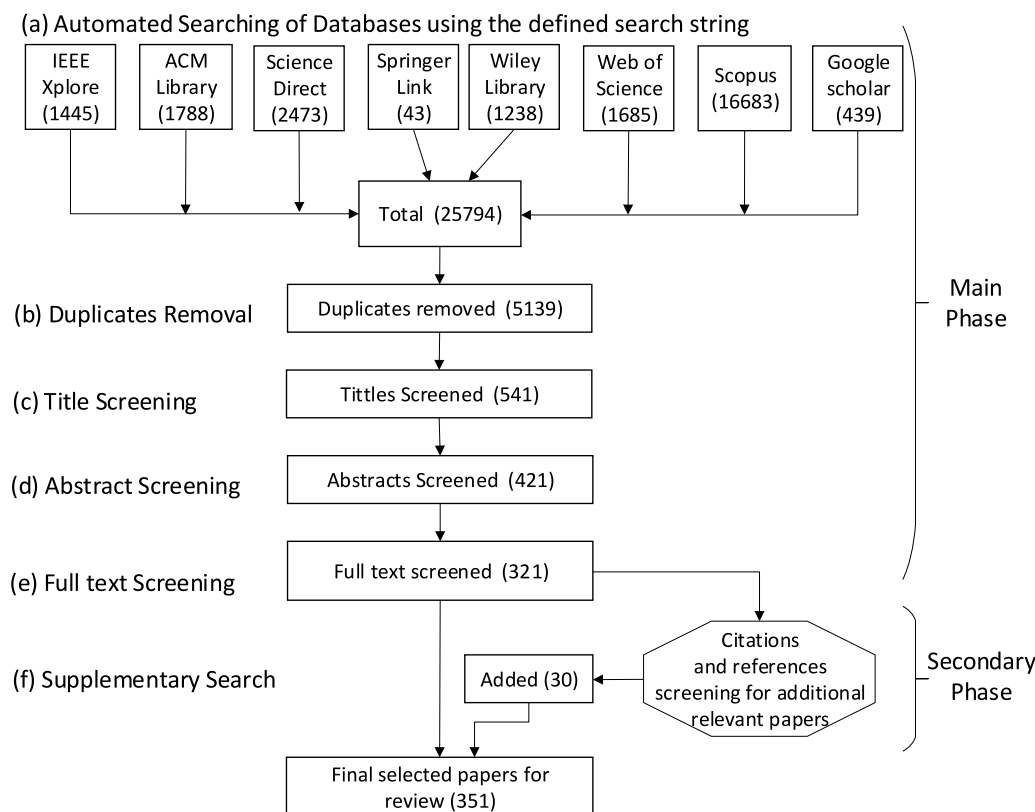 (a) Automated Searching of Databases using the defined search string
IEEE
Xplore
(1445)
ACM
Library
(1788)
Science
Direct
(2473)
Springer
Link
(43)
Wiley
Library
(1238)
Web of
Science
(1685)
Scopus
(16683)
Google
scholar
(439)
Total (25794)
Main
Phase
(b) Duplicates Removal
Duplicates removed (5139)
(c) Title Screening
Tittles Screened (541)
(d) Abstract Screening
Abstracts Screened (421)
(e) Full text Screening
Full text screened (321)
(f) Supplementary Search
Added (30)
Citations
and references
screening for additional
relevant papers
Secondary
Phase
Final selected papers for
review (351)